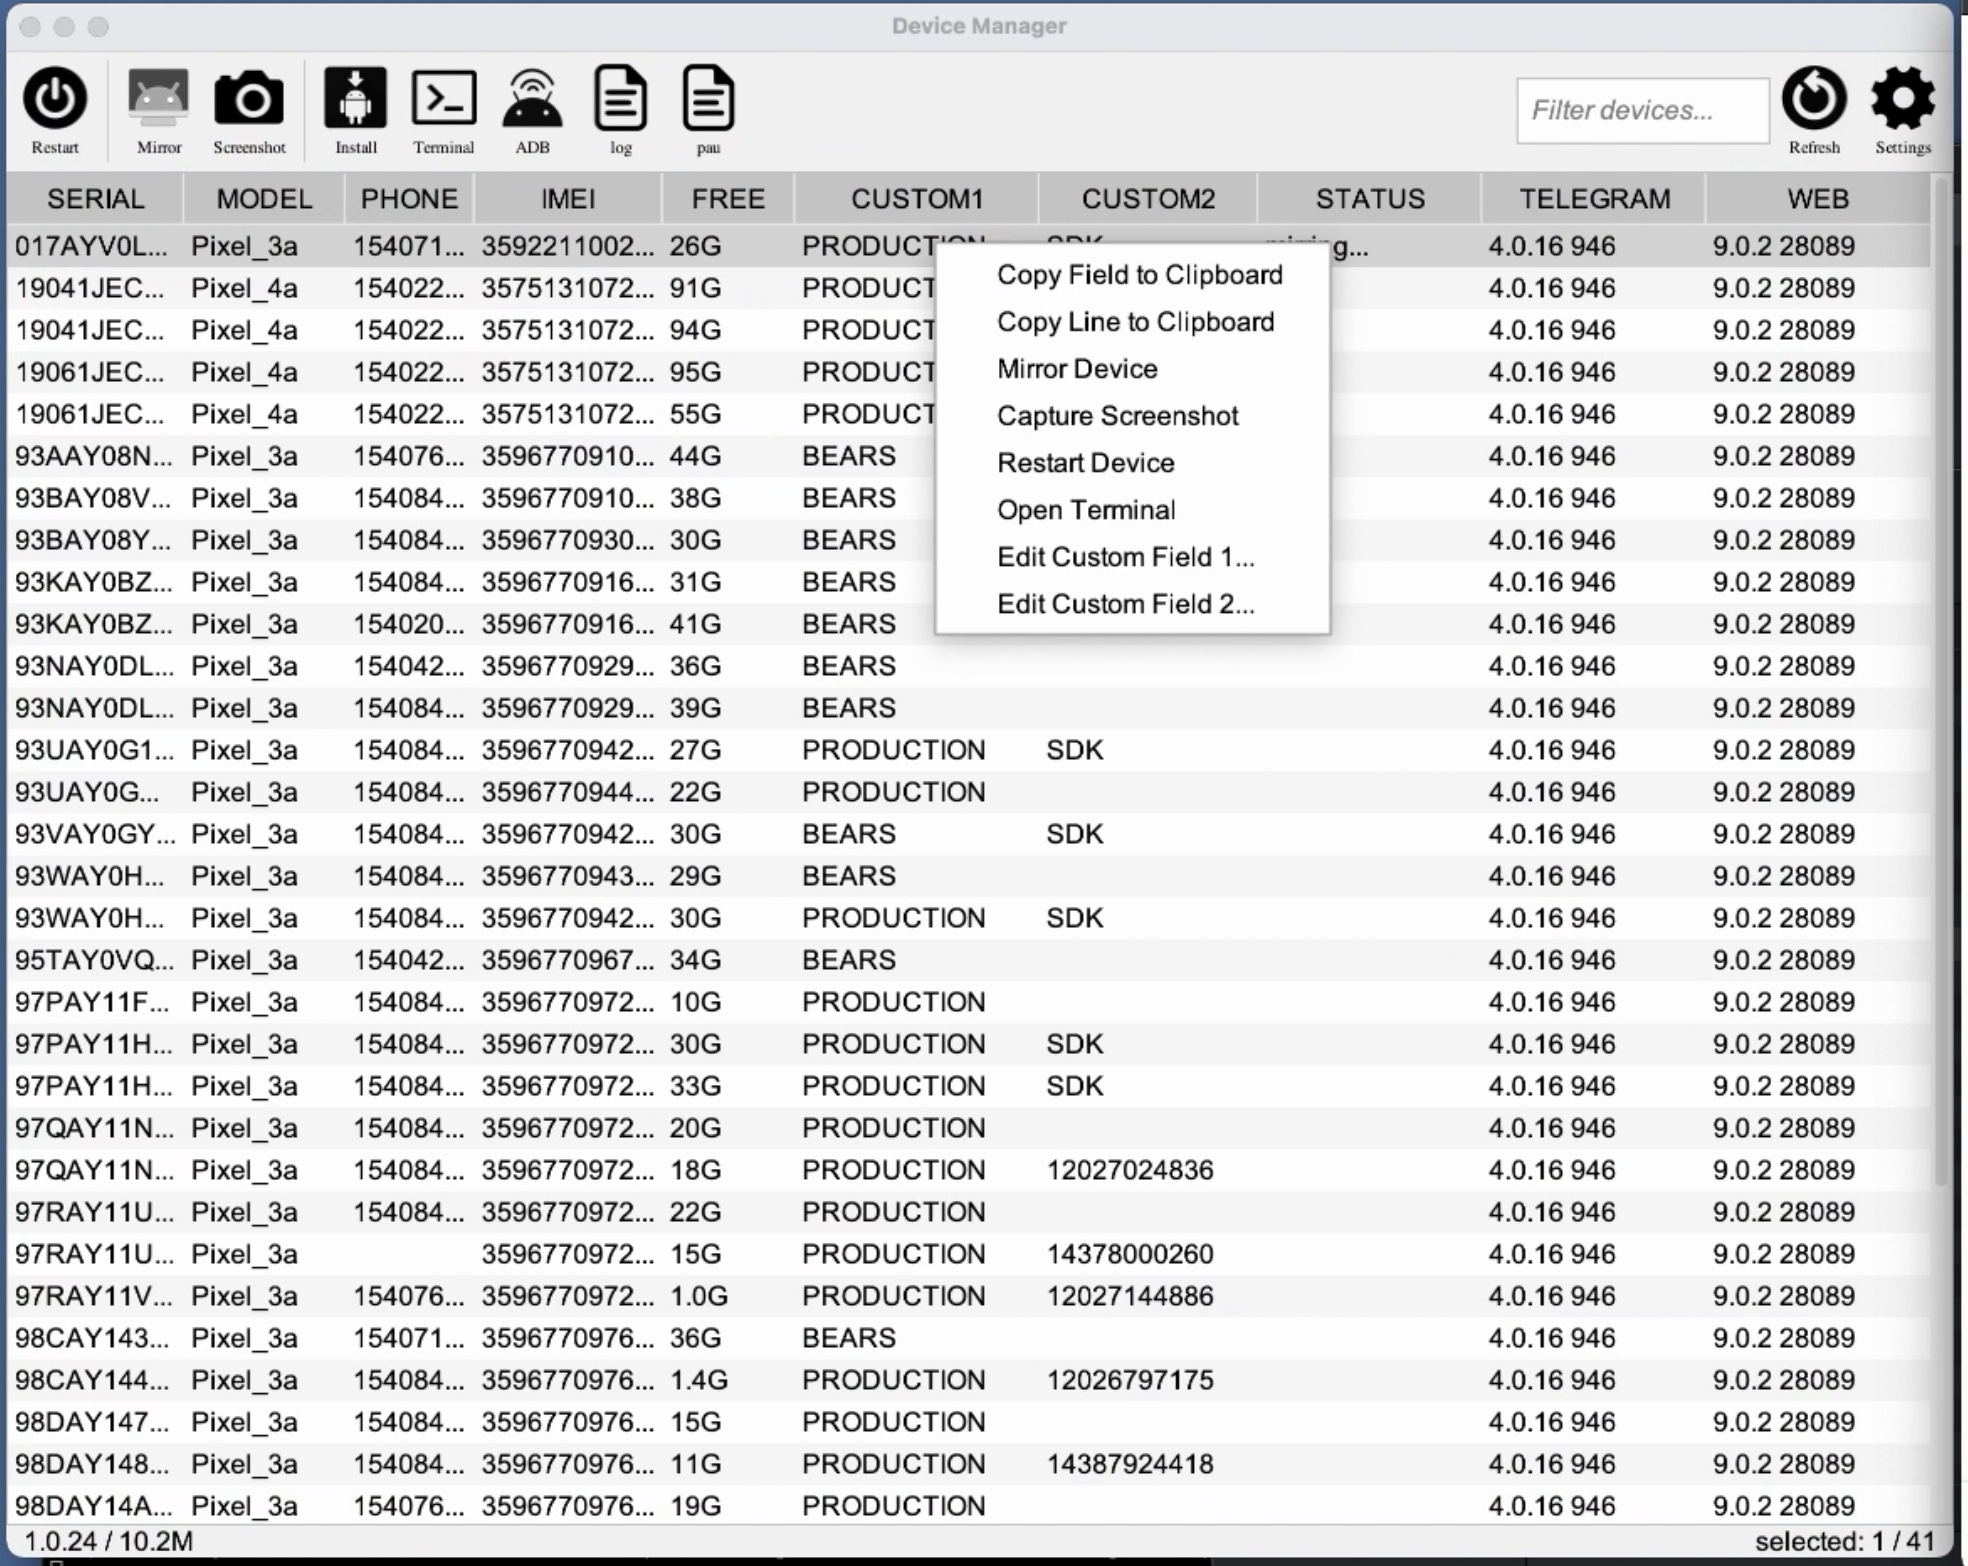 Device Manager
Restart Mirror Screenshot Install Terminal ADB log pau Filter devices... Refresh Settings
SERIAL MODEL PHONE IMEI FREE CUSTOM1 CUSTOM2 STATUS TELEGRAM WEB
017AYV0L... Pixel_3a 154071... 3592211002... 26G PRODUCTION SDK g... 4.0.16 946 9.0.2 28089
19041JEC... Pixel_4a 154022... 3575131072... 91G PRODUCT 4.0.16 946 9.0.2 28089
19041JEC... Pixel_4a 154022... 3575131072... 94G PRODUCT 4.0.16 946 9.0.2 28089
19061JEC... Pixel_4a 154022... 3575131072... 95G PRODUCT 4.0.16 946 9.0.2 28089
19061JEC... Pixel_4a 154022... 3575131072... 55G PRODUCT 4.0.16 946 9.0.2 28089
93AAY08N... Pixel_3a 154076... 3596770910... 44G BEARS 4.0.16 946 9.0.2 28089
93BAY08V... Pixel_3a 154084... 3596770910... 38G BEARS 4.0.16 946 9.0.2 28089
93BAY08Y... Pixel_3a 154084... 3596770930... 30G BEARS 4.0.16 946 9.0.2 28089
93KAY0BZ... Pixel_3a 154084... 3596770916... 31G BEARS 4.0.16 946 9.0.2 28089
93KAY0BZ... Pixel_3a 154020... 3596770916... 41G BEARS 4.0.16 946 9.0.2 28089
93NAY0DL... Pixel_3a 154042... 3596770929... 36G BEARS 4.0.16 946 9.0.2 28089
93NAY0DL... Pixel_3a 154084... 3596770929... 39G BEARS 4.0.16 946 9.0.2 28089
93UAY0G1... Pixel_3a 154084... 3596770942... 27G PRODUCTION SDK 4.0.16 946 9.0.2 28089
93UAY0G... Pixel_3a 154084... 3596770944... 22G PRODUCTION 4.0.16 946 9.0.2 28089
93VAY0GY... Pixel_3a 154084... 3596770942... 30G BEARS SDK 4.0.16 946 9.0.2 28089
93WAY0H... Pixel_3a 154084... 3596770943... 29G BEARS 4.0.16 946 9.0.2 28089
93WAY0H... Pixel_3a 154084... 3596770942... 30G PRODUCTION SDK 4.0.16 946 9.0.2 28089
95TAY0VQ... Pixel_3a 154042... 3596770967... 34G BEARS 4.0.16 946 9.0.2 28089
97PAY11F... Pixel_3a 154084... 3596770972... 10G PRODUCTION 4.0.16 946 9.0.2 28089
97PAY11H... Pixel_3a 154084... 3596770972... 30G PRODUCTION SDK 4.0.16 946 9.0.2 28089
97PAY11H... Pixel_3a 154084... 3596770972... 33G PRODUCTION SDK 4.0.16 946 9.0.2 28089
97QAY11N... Pixel_3a 154084... 3596770972... 20G PRODUCTION 4.0.16 946 9.0.2 28089
97QAY11N... Pixel_3a 154084... 3596770972... 18G PRODUCTION 12027024836 4.0.16 946 9.0.2 28089
97RAY11U... Pixel_3a 154084... 3596770972... 22G PRODUCTION 4.0.16 946 9.0.2 28089
97RAY11U... Pixel_3a 3596770972... 15G PRODUCTION 14378000260 4.0.16 946 9.0.2 28089
97RAY11V... Pixel_3a 154076... 3596770972... 1.0G PRODUCTION 12027144886 4.0.16 946 9.0.2 28089
98CAY143... Pixel_3a 154071... 3596770976... 36G BEARS 4.0.16 946 9.0.2 28089
98CAY144... Pixel_3a 154084... 3596770976... 1.4G PRODUCTION 12026797175 4.0.16 946 9.0.2 28089
98DAY147... Pixel_3a 154084... 3596770976... 15G PRODUCTION 4.0.16 946 9.0.2 28089
98DAY148... Pixel_3a 154084... 3596770976... 11G PRODUCTION 14387924418 4.0.16 946 9.0.2 28089
98DAY14A... Pixel_3a 154076... 3596770976... 19G PRODUCTION 4.0.16 946 9.0.2 28089
Copy Field to Clipboard
Copy Line to Clipboard
Mirror Device
Capture Screenshot
Restart Device
Open Terminal
Edit Custom Field 1...
Edit Custom Field 2...
1.0.24 / 10.2M selected: 1 / 41